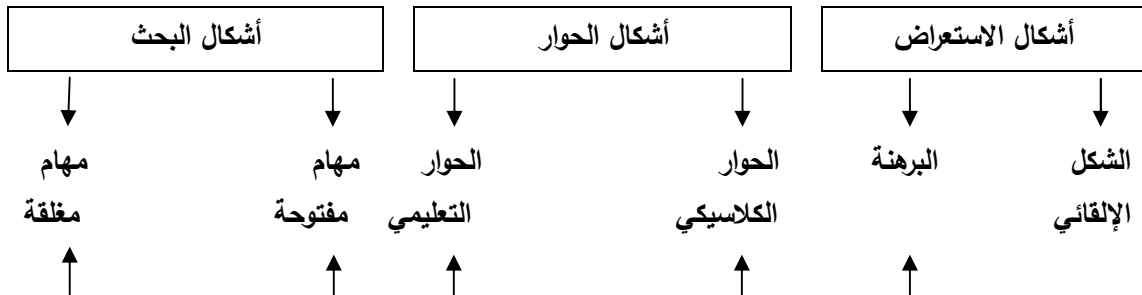 أشكال الاستعراض أشكال الحوار أشكال البحث
الشكل البرهنة الحوار الحوار مهام مهام
الإلقائي الكلاسيكي التعليمي مفتوحة مغلقة